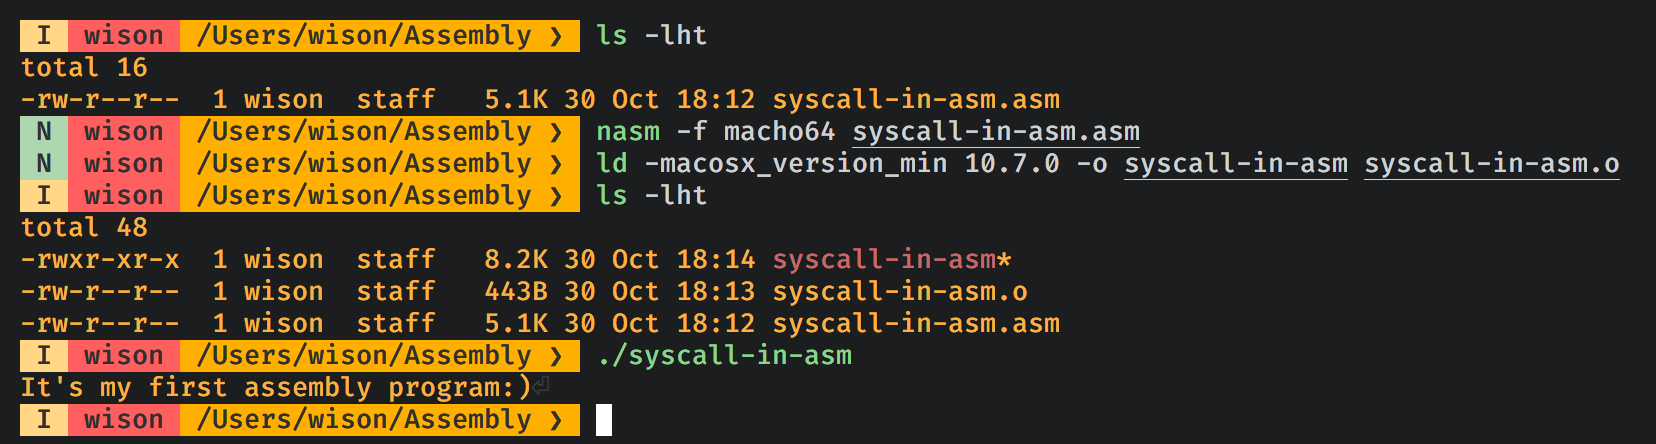 I wison /Users/wison/Assembly ❯ ls -lht
total 16
-rw-r--r--  1 wison  staff   5.1K 30 Oct 18:12 syscall-in-asm.asm
N wison /Users/wison/Assembly ❯ nasm -f macho64 syscall-in-asm.asm
N wison /Users/wison/Assembly ❯ ld -macosx_version_min 10.7.0 -o syscall-in-asm syscall-in-asm.o
I wison /Users/wison/Assembly ❯ ls -lht
total 48
-rwxr-xr-x  1 wison  staff   8.2K 30 Oct 18:14 syscall-in-asm*
-rw-r--r--  1 wison  staff   443B 30 Oct 18:13 syscall-in-asm.o
-rw-r--r--  1 wison  staff   5.1K 30 Oct 18:12 syscall-in-asm.asm
I wison /Users/wison/Assembly ❯ ./syscall-in-asm
It's my first assembly program:)⏎
I wison /Users/wison/Assembly ❯